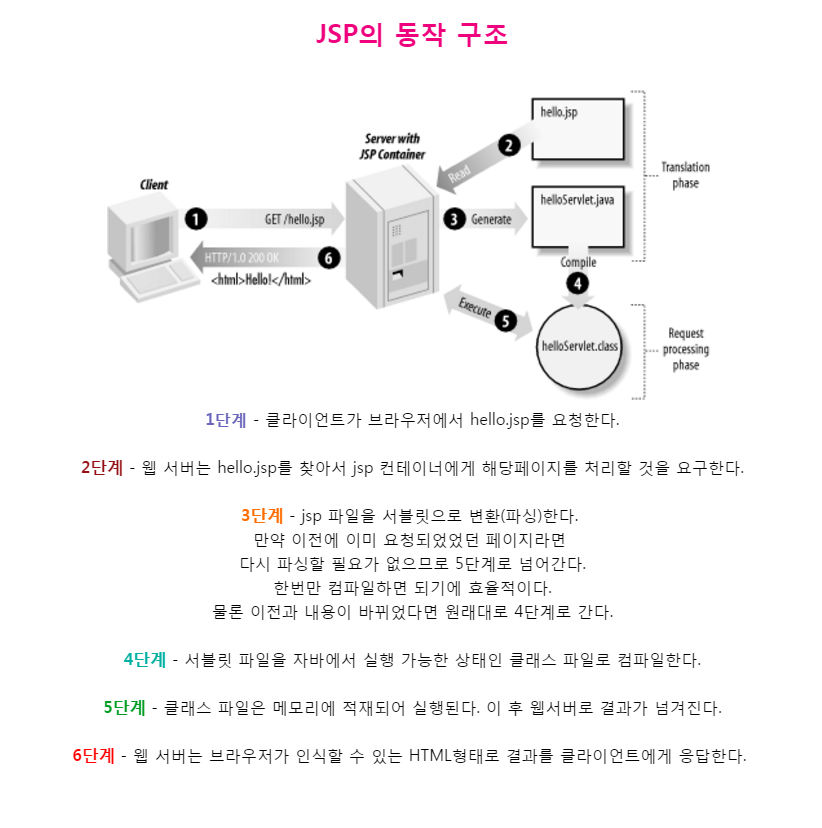 JSP의 동작 구조
hello.jsp
Server with
JSP Container
2
Read
Translation
phase
Client
helloServlet.java
1
GET /hello.jsp
3
Generate
HTTP/1.0 200 OK
6
<html>Hello!</html>
Compile
4
Execute
5
helloServlet.class
Request
processing
phase
1단계 - 클라이언트가 브라우저에서 hello.jsp를 요청한다.
2단계 - 웹 서버는 hello.jsp를 찾아서 jsp 컨테이너에게 해당페이지를 처리할 것을 요구한다.
3단계 - jsp 파일을 서블릿으로 변환(파싱)한다.
만약 이전에 이미 요청되었었던 페이지라면
다시 파싱할 필요가 없으므로 5단계로 넘어간다.
한번만 컴파일하면 되기에 효율적이다.
물론 이전과 내용이 바뀌었다면 원래대로 4단계로 간다.
4단계 - 서블릿 파일을 자바에서 실행 가능한 상태인 클래스 파일로 컴파일한다.
5단계 - 클래스 파일은 메모리에 적재되어 실행된다. 이 후 웹서버로 결과가 넘겨진다.
6단계 - 웹 서버는 브라우저가 인식할 수 있는 HTML형태로 결과를 클라이언트에게 응답한다.